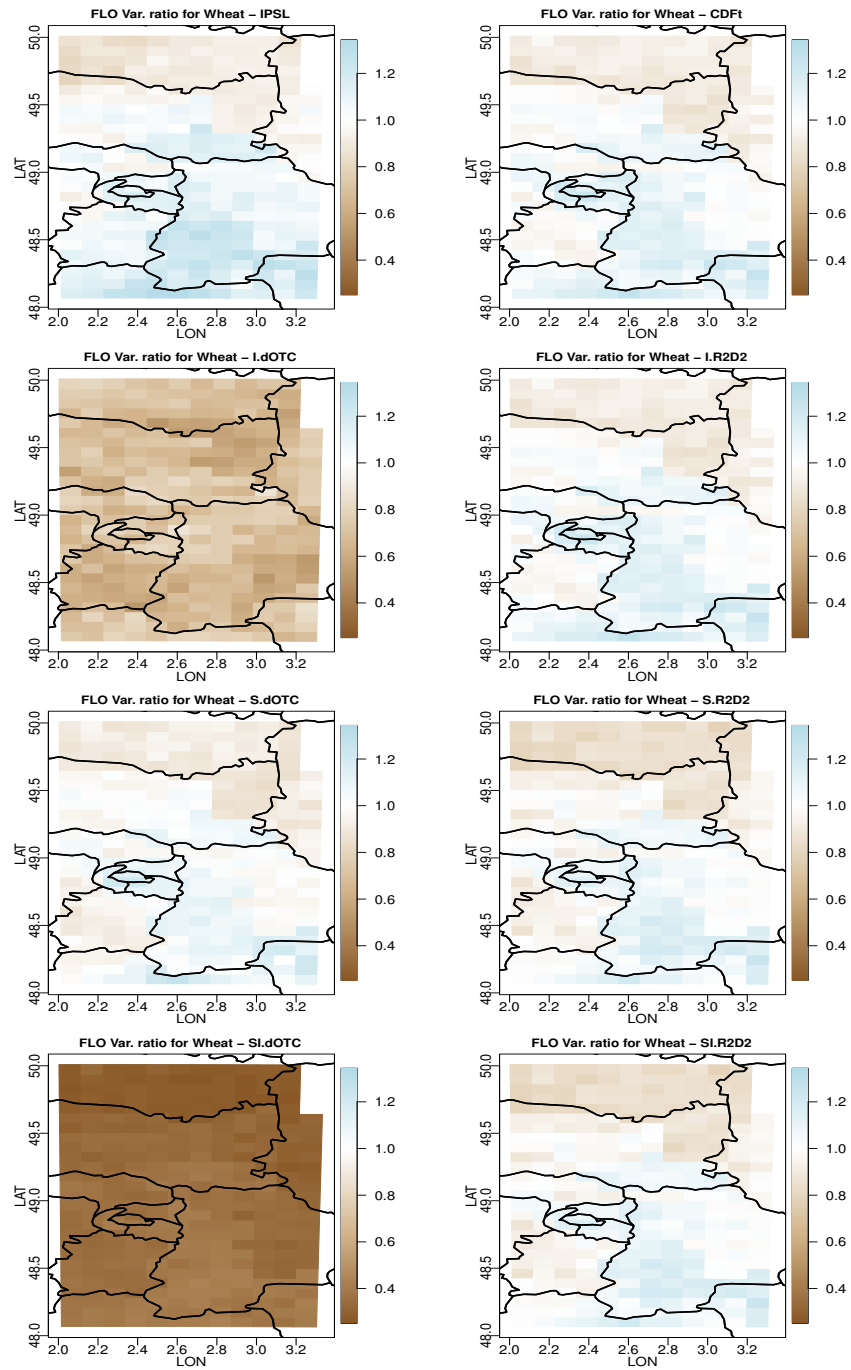 FLO Var. ratio for Wheat – IPSL
50.0
49.5
49.0
48.5
48.0
LAT
2.0 2.2 2.4 2.6 2.8 3.0 3.2
LON
1.2
1.0
0.8
0.6
0.4
FLO Var. ratio for Wheat – CDFt
50.0
49.5
49.0
48.5
48.0
LAT
2.0 2.2 2.4 2.6 2.8 3.0 3.2
LON
1.2
1.0
0.8
0.6
0.4
FLO Var. ratio for Wheat – I.dOTC
50.0
49.5
49.0
48.5
48.0
LAT
2.0 2.2 2.4 2.6 2.8 3.0 3.2
LON
1.2
1.0
0.8
0.6
0.4
FLO Var. ratio for Wheat – I.R2D2
50.0
49.5
49.0
48.5
48.0
LAT
2.0 2.2 2.4 2.6 2.8 3.0 3.2
LON
1.2
1.0
0.8
0.6
0.4
FLO Var. ratio for Wheat – S.dOTC
50.0
49.5
49.0
48.5
48.0
LAT
2.0 2.2 2.4 2.6 2.8 3.0 3.2
LON
1.2
1.0
0.8
0.6
0.4
FLO Var. ratio for Wheat – S.R2D2
50.0
49.5
49.0
48.5
48.0
LAT
2.0 2.2 2.4 2.6 2.8 3.0 3.2
LON
1.2
1.0
0.8
0.6
0.4
FLO Var. ratio for Wheat – SI.dOTC
50.0
49.5
49.0
48.5
48.0
LAT
2.0 2.2 2.4 2.6 2.8 3.0 3.2
LON
1.2
1.0
0.8
0.6
0.4
FLO Var. ratio for Wheat – SI.R2D2
50.0
49.5
49.0
48.5
48.0
LAT
2.0 2.2 2.4 2.6 2.8 3.0 3.2
LON
1.2
1.0
0.8
0.6
0.4